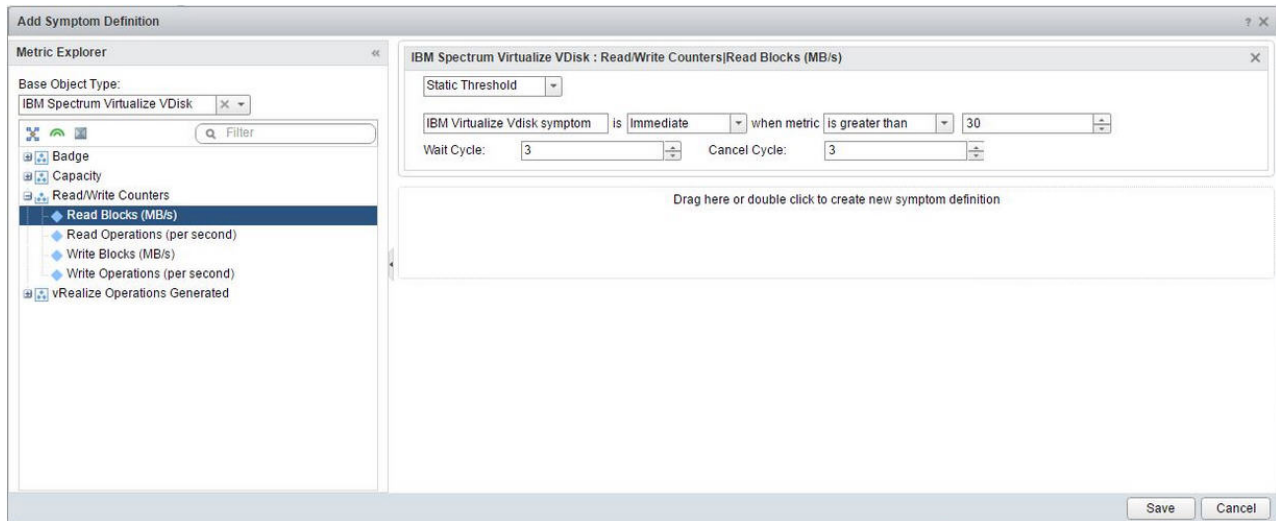 Add Symptom Definition ?
Metric Explorer «
Base Object Type:
IBM Spectrum Virtualize VDisk
Filter
Badge
Capacity
Read/Write Counters
Read Blocks (MB/s)
Read Operations (per second)
Write Blocks (MB/s)
Write Operations (per second)
vRealize Operations Generated
IBM Spectrum Virtualize VDisk : Read/Write Counters|Read Blocks (MB/s)
Static Threshold
IBM Virtualize Vdisk symptom is Immediate when metric is greater than 30
Wait Cycle: 3 Cancel Cycle: 3
Drag here or double click to create new symptom definition
Save Cancel